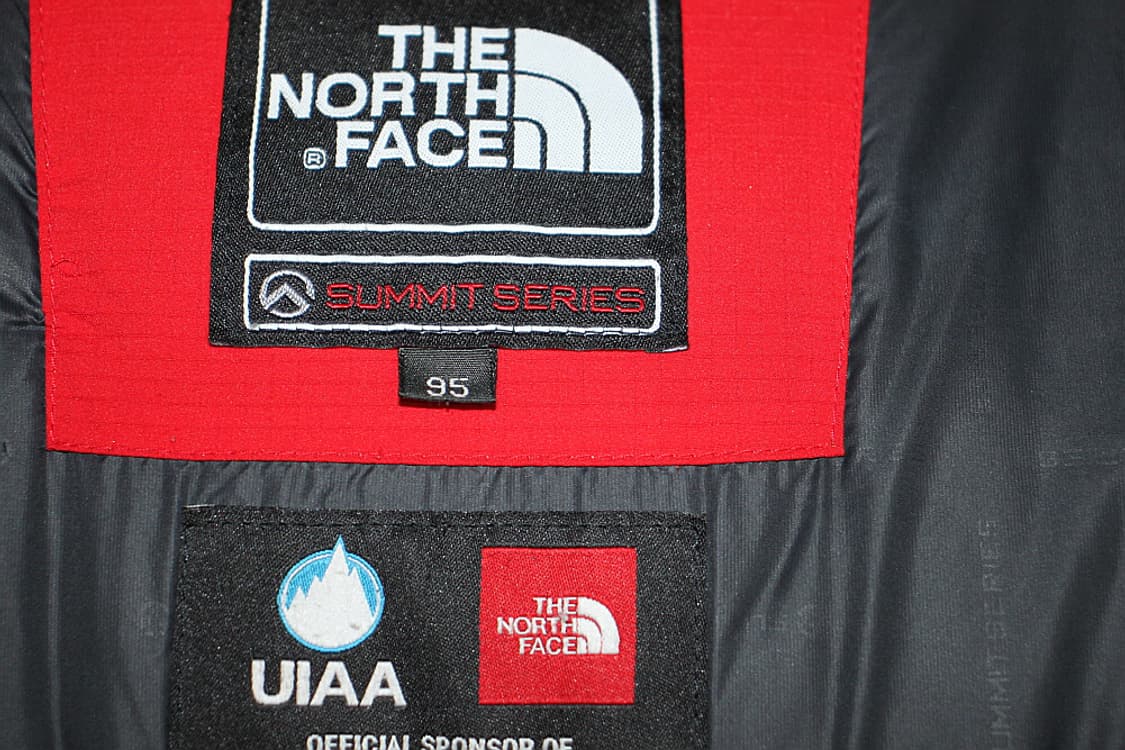 THE
NORTH
® FACE
SUMMIT SERIES
95
UIAA
THE
NORTH
FACE
OFFICIAL SPONSOR OF